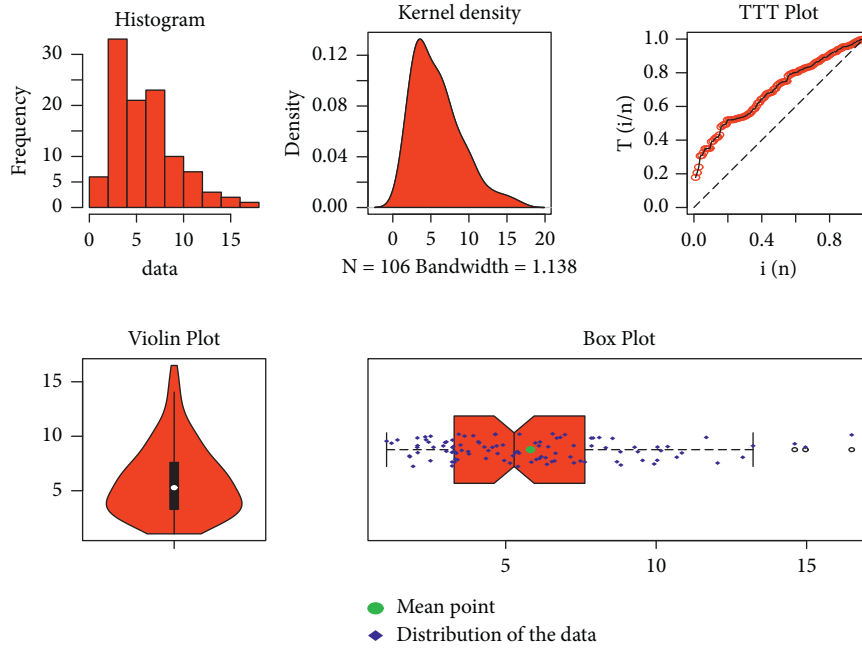 Histogram
Frequency
30
20
10
5
0
0 5 10 15
data
Kernel density
Density
0.12
0.08
0.04
0.00
0 5 10 15 20
N = 106 Bandwidth = 1.138
TTT Plot
T (i/n)
1.0
0.8
0.6
0.4
0.2
0.0
0.0 0.4 0.8
i (n)
Violin Plot
15
10
5
Box Plot
5 10 15
Mean point
Distribution of the data